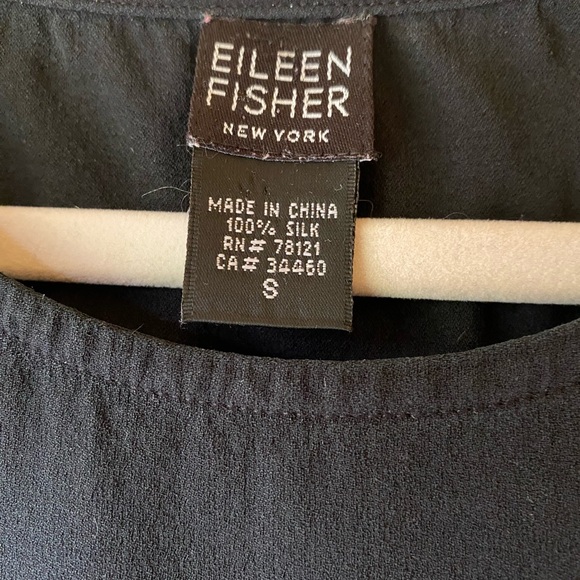 EILEEN
FISHER
NEW YORK
MADE IN CHINA
100% SILK
RN# 78121
CA# 34460
S